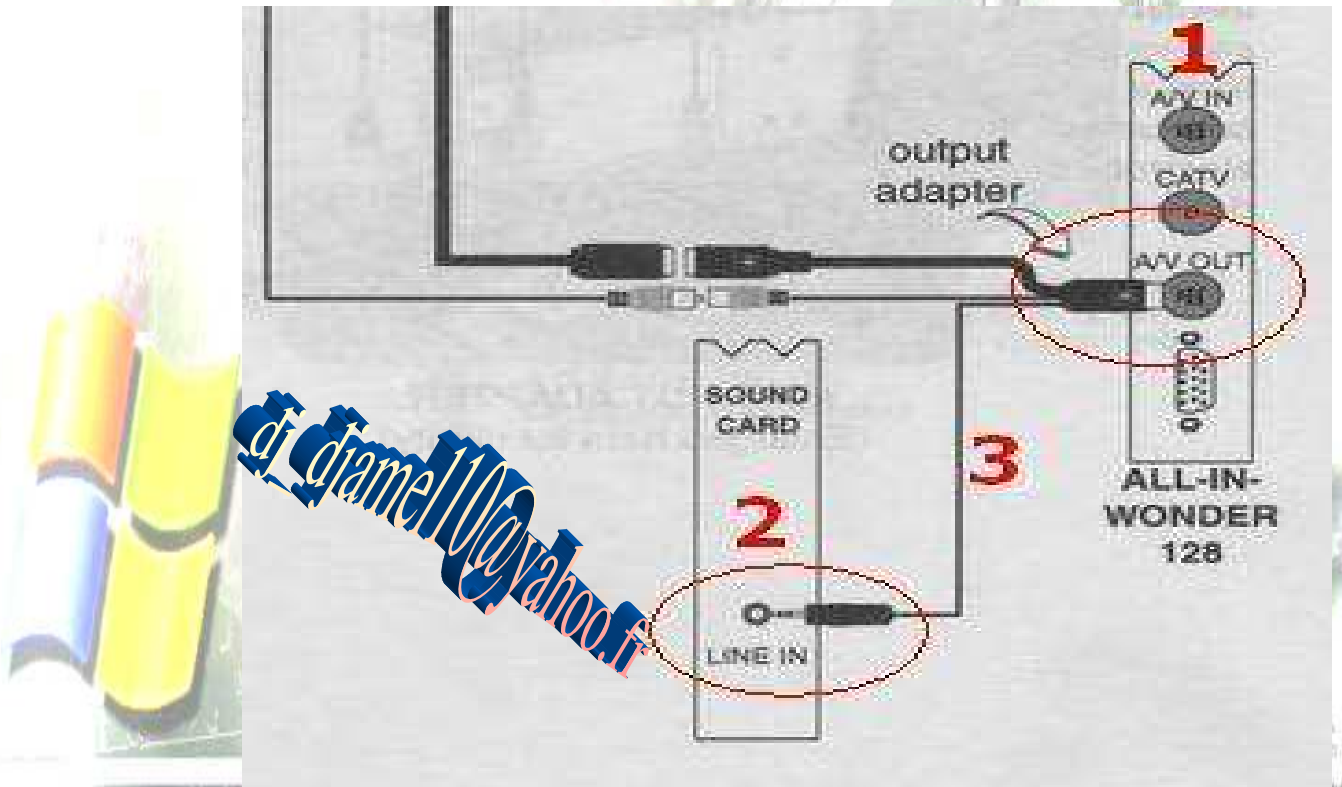 1
A/V IN
output
adapter
CATV
A/V OUT
SOUND
CARD
3
ALL-IN-
WONDER
128
2
LINE IN
dj_djamel10@yahoo.fr